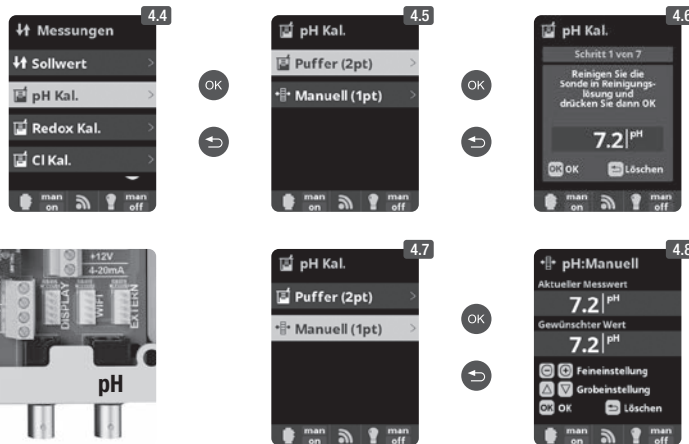 4.4
Messungen
Sollwert
pH Kal.
Redox Kal.
Cl Kal.
man on
man off
OK
4.5
pH Kal.
Puffer (2pt)
Manuell (1pt)
man on
man off
OK
4.6
pH Kal.
Schritt 1 von 7
Reinigen Sie die
Sonde in Reinigungs-
lösung und
drücken Sie dann OK
7.2 pH
OK OK
Löschen
man on
man off
+12V
4-20mA
DISPLAY
WIFI
EXTERN
pH
4.7
pH Kal.
Puffer (2pt)
Manuell (1pt)
man on
man off
OK
4.8
pH:Manuell
Aktueller Messwert
7.2 pH
Gewünschter Wert
7.2 pH
Feineinstellung
Grobeinstellung
OK OK
Löschen
man on
man off